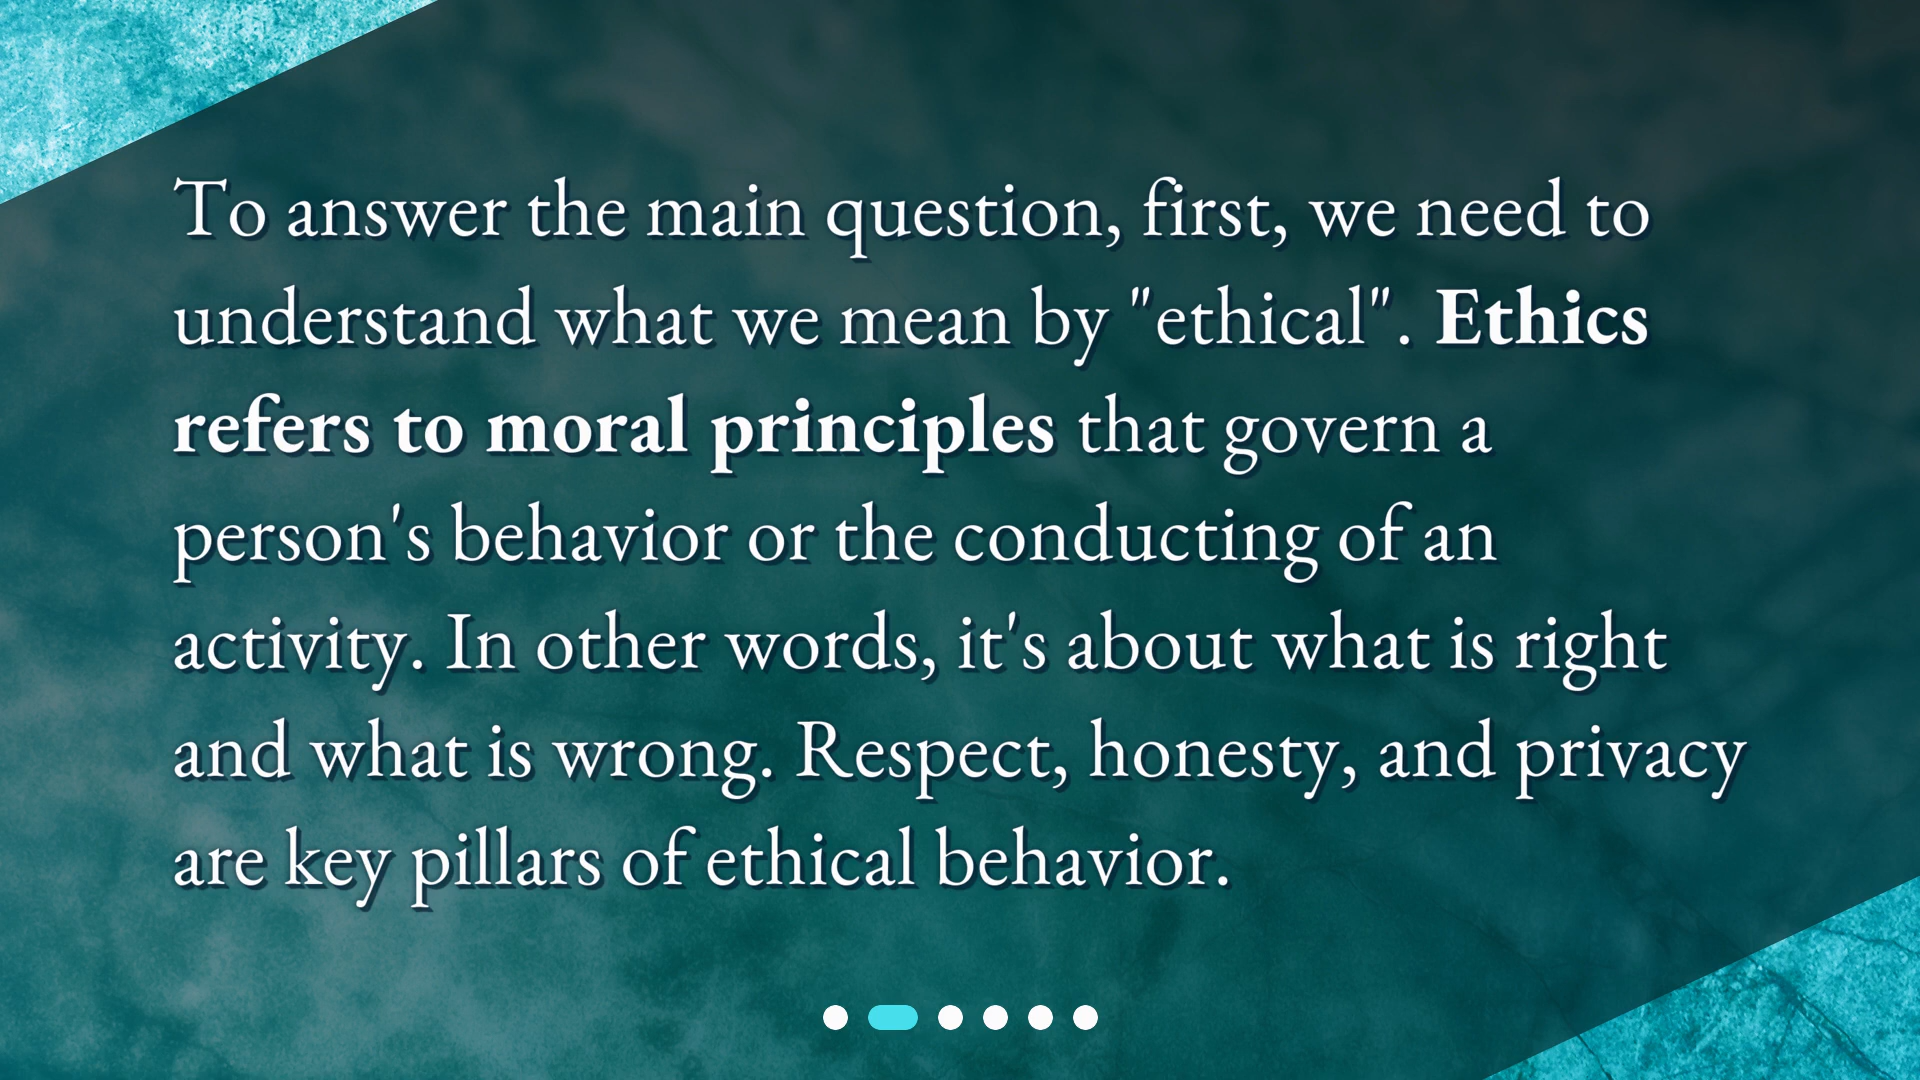 To answer the main question, first, we need to
understand what we mean by "ethical". Ethics
refers to moral principles that govern a
person's behavior or the conducting of an
activity. In other words, it's about what is right
and what is wrong. Respect, honesty, and privacy
are key pillars of ethical behavior.